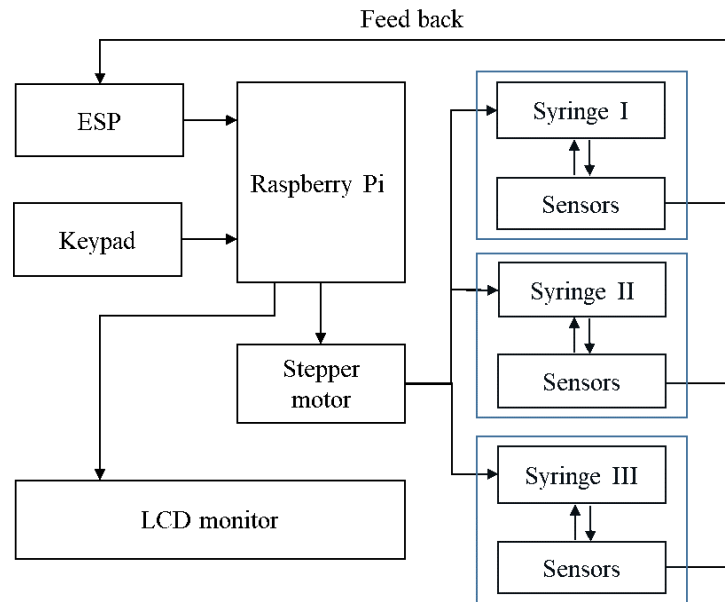 Feed back
ESP
Keypad
Raspberry Pi
Stepper
motor
LCD monitor
Syringe I
Sensors
Syringe II
Sensors
Syringe III
Sensors